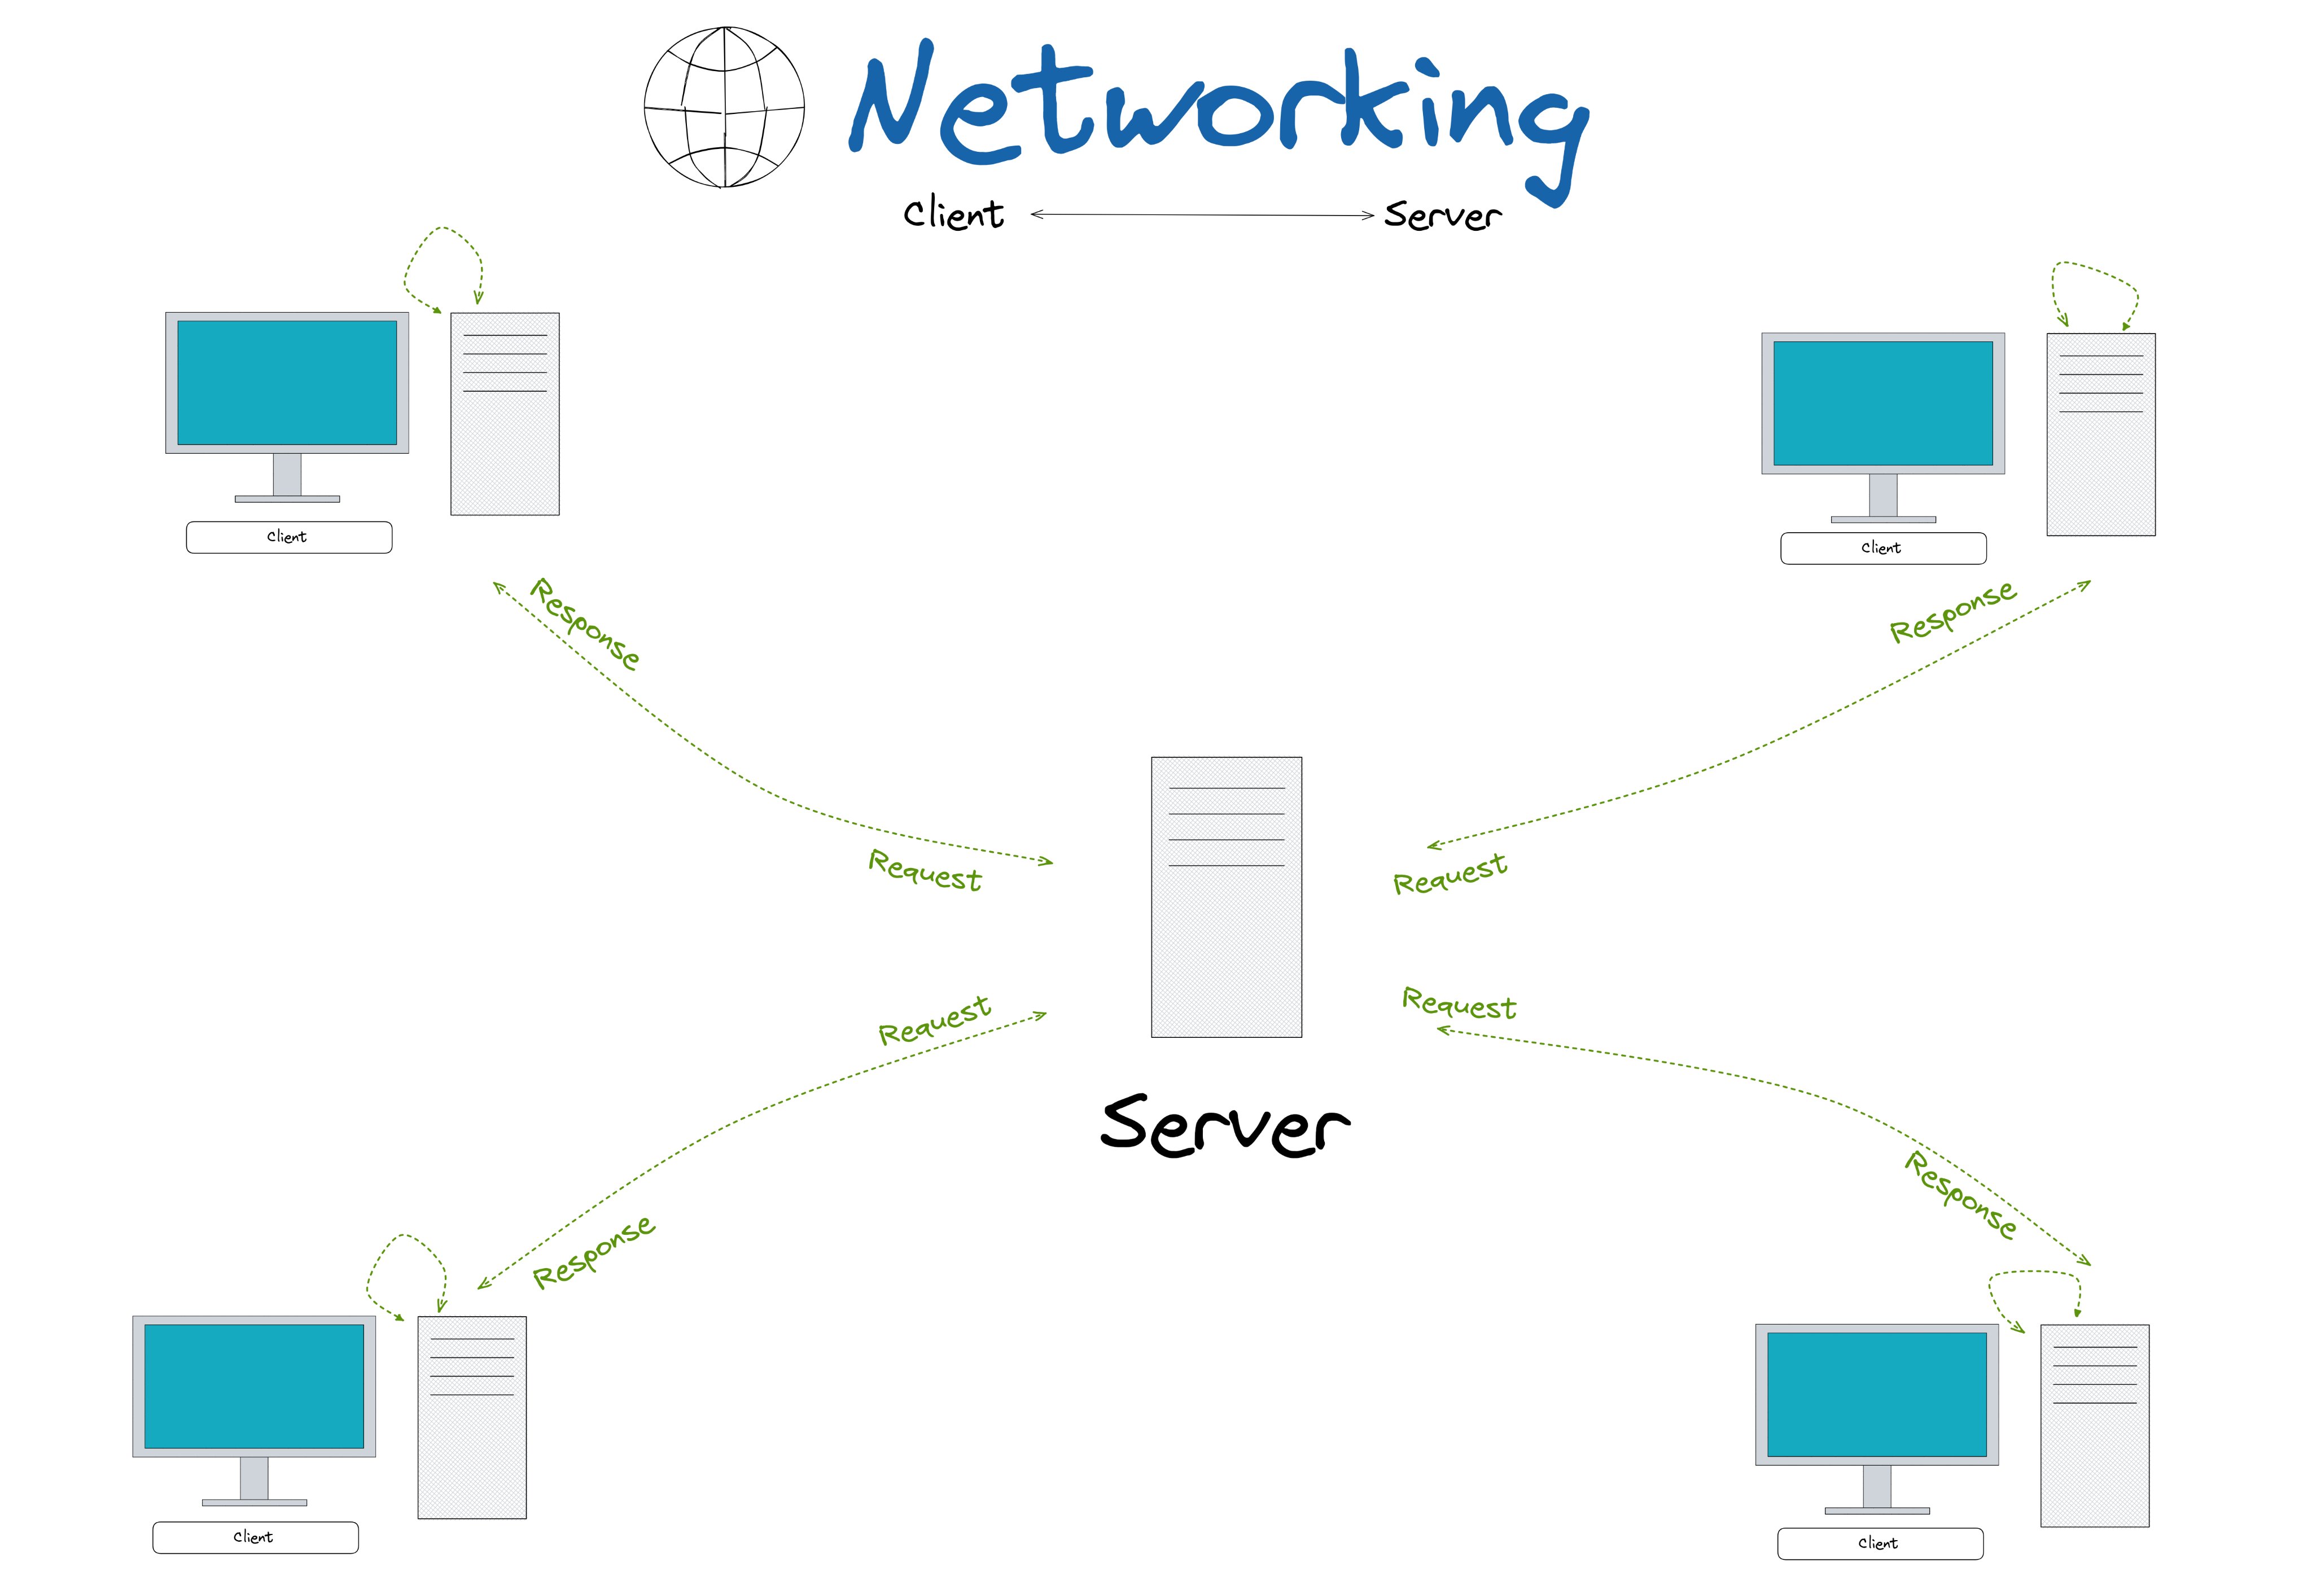 Networking
Client Server
Client
Client
Response
Response
Request
Request
Request
Request
Server
Response
Response
Client
Client